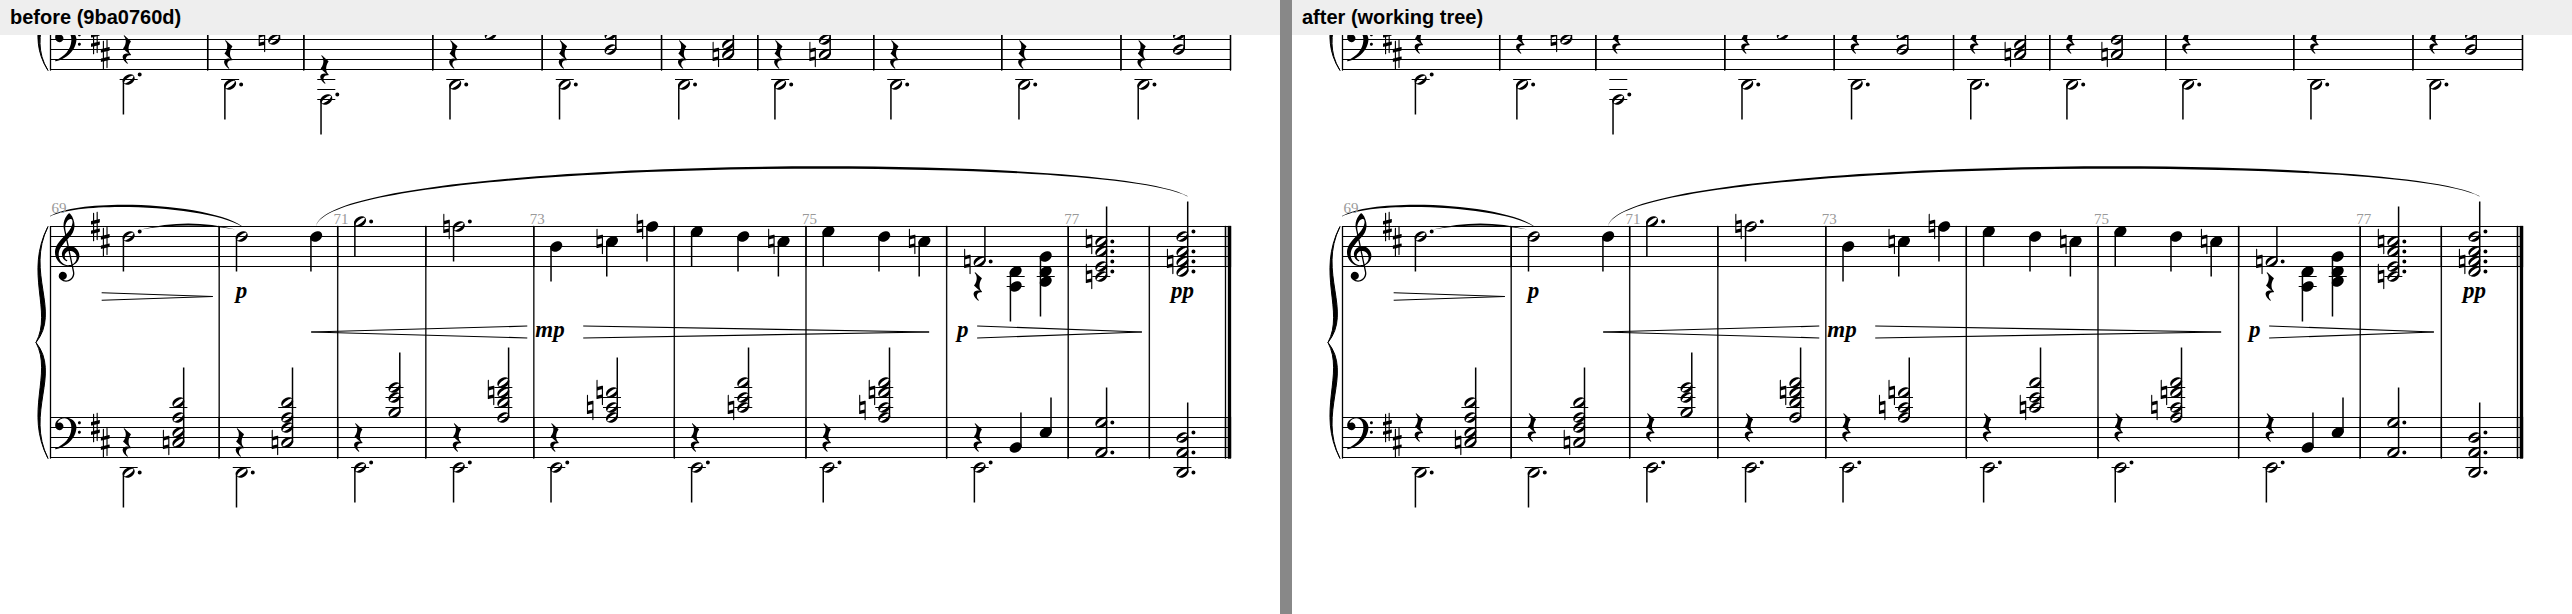 before (9ba0760d)
after (working tree)
69 71 73 75 77
p mp p pp
69 71 73 75 77
p mp p pp